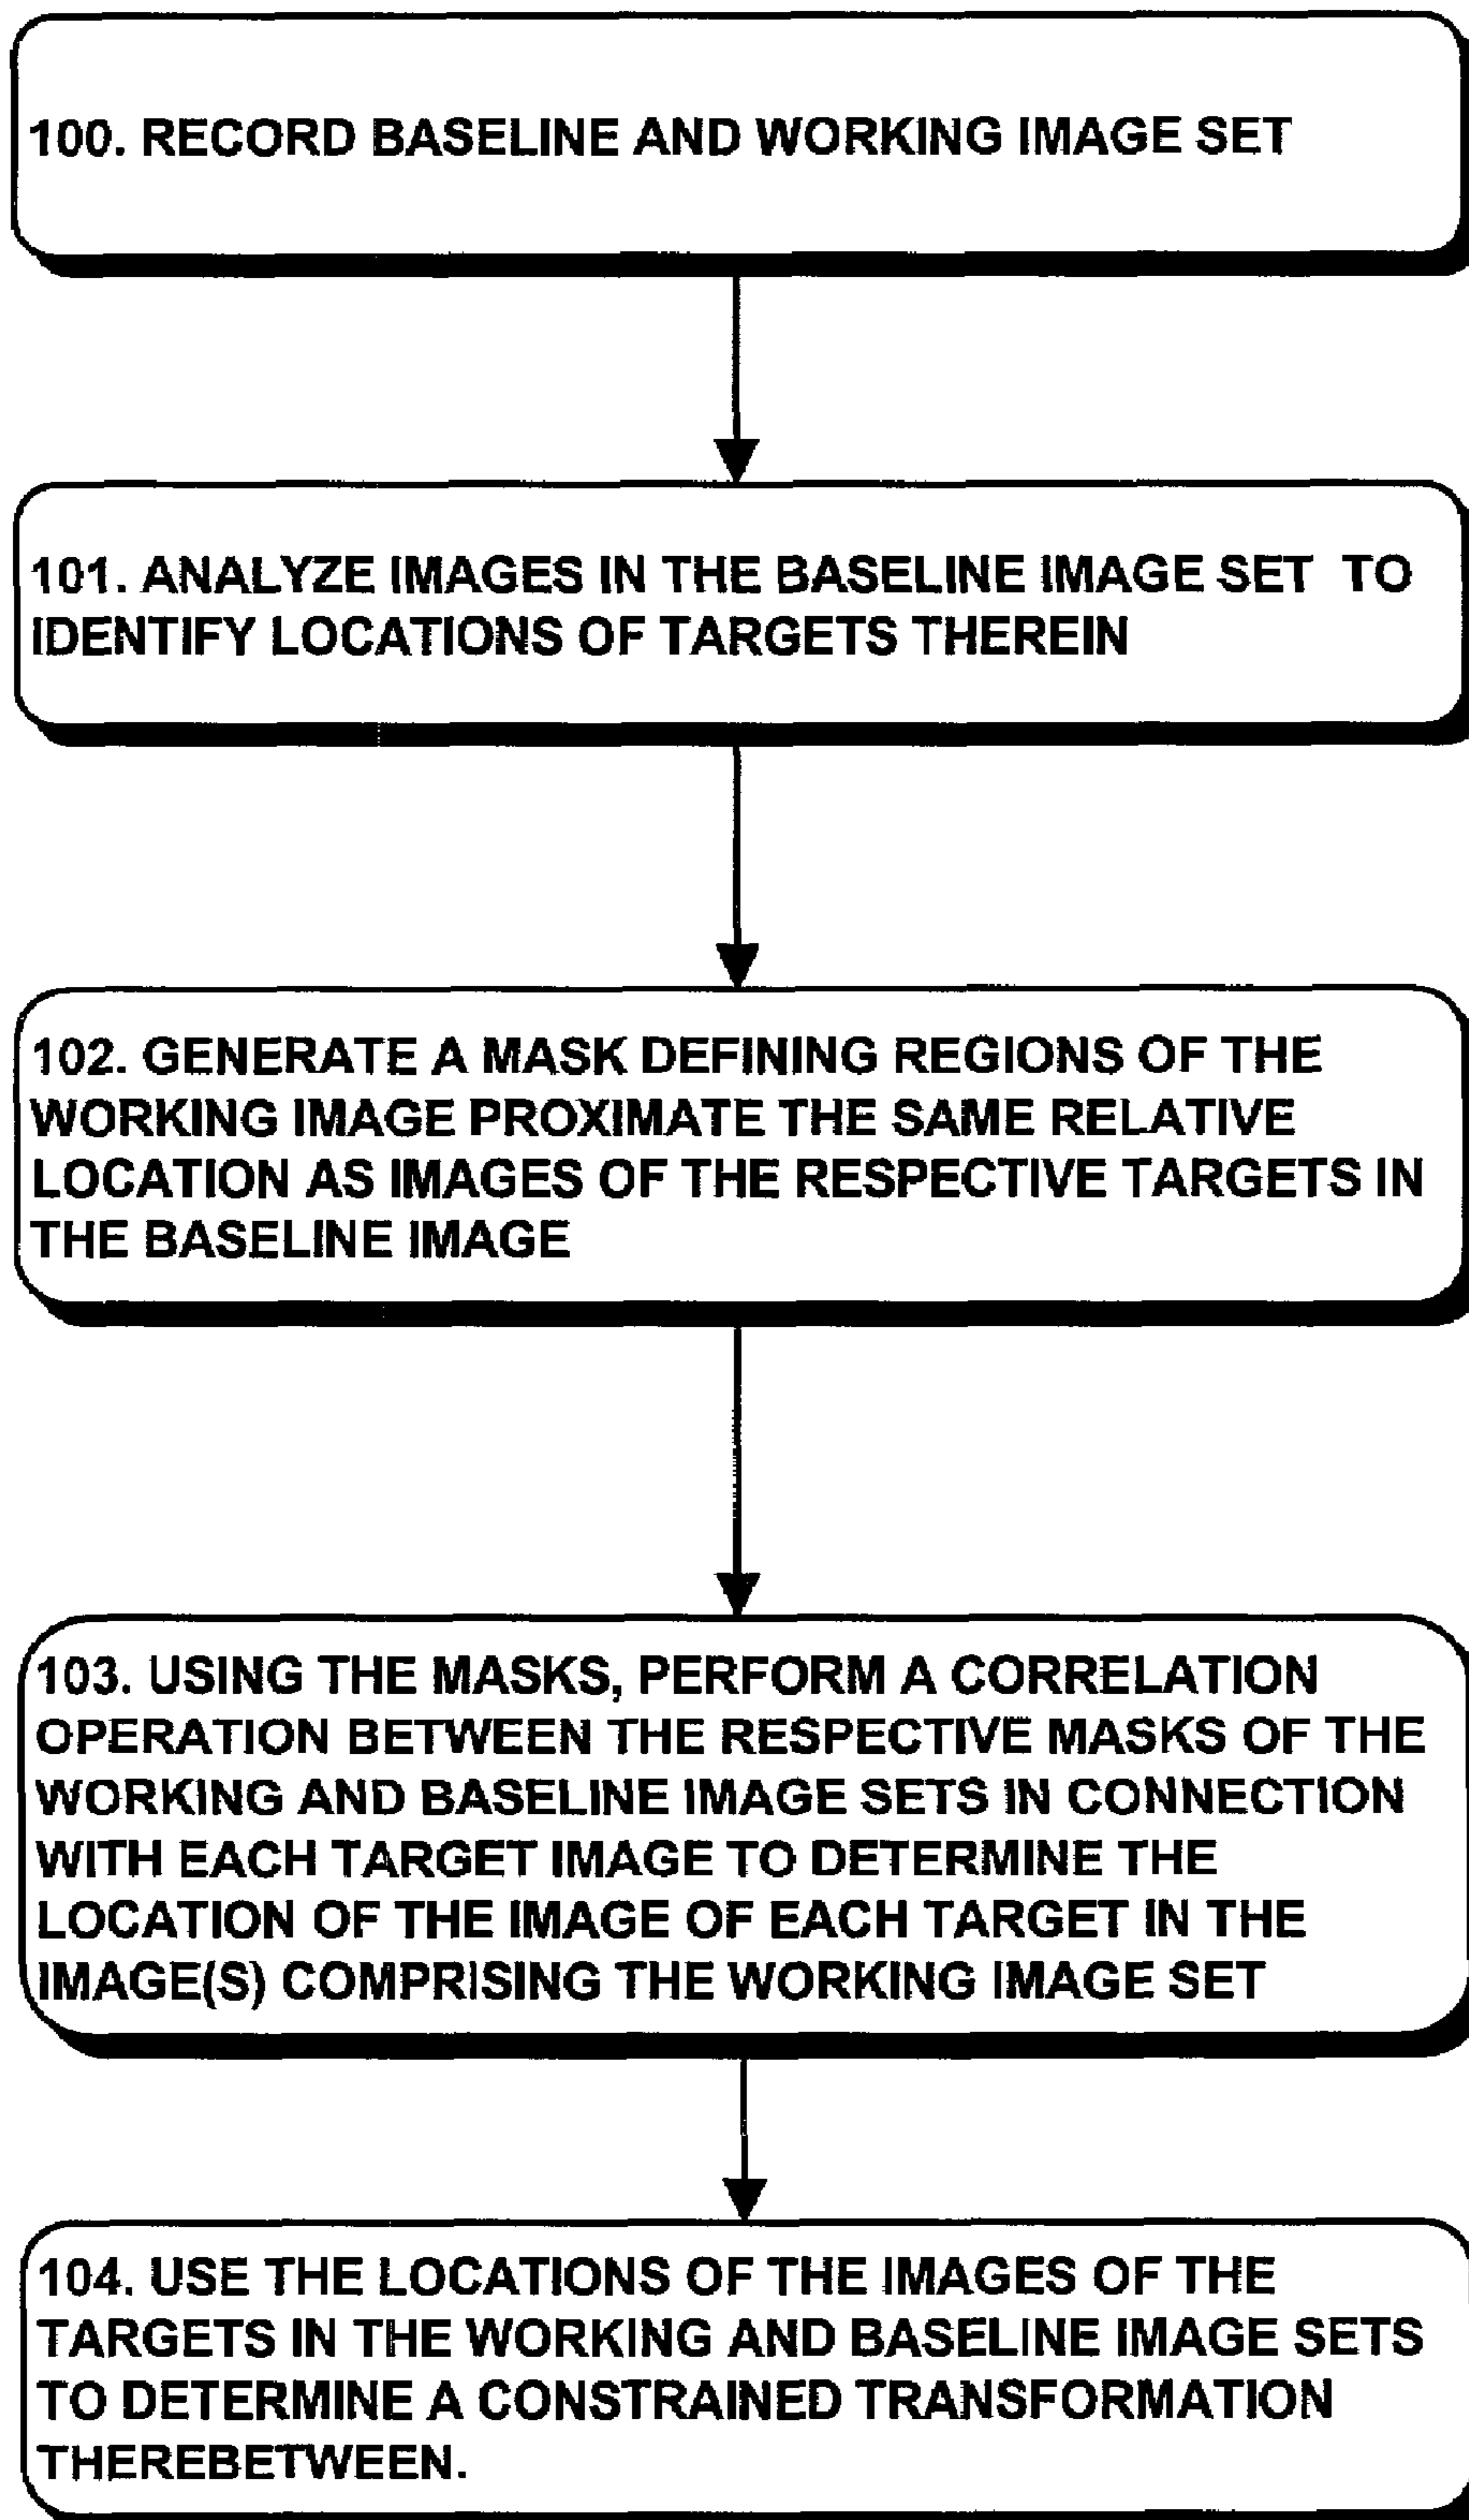 100. RECORD BASELINE AND WORKING IMAGE SET
101. ANALYZE IMAGES IN THE BASELINE IMAGE SET TO
IDENTIFY LOCATIONS OF TARGETS THEREIN
102. GENERATE A MASK DEFINING REGIONS OF THE
WORKING IMAGE PROXIMATE THE SAME RELATIVE
LOCATION AS IMAGES OF THE RESPECTIVE TARGETS IN
THE BASELINE IMAGE
103. USING THE MASKS, PERFORM A CORRELATION
OPERATION BETWEEN THE RESPECTIVE MASKS OF THE
WORKING AND BASELINE IMAGE SETS IN CONNECTION
WITH EACH TARGET IMAGE TO DETERMINE THE
LOCATION OF THE IMAGE OF EACH TARGET IN THE
IMAGE(S) COMPRISING THE WORKING IMAGE SET
104. USE THE LOCATIONS OF THE IMAGES OF THE
TARGETS IN THE WORKING AND BASELINE IMAGE SETS
TO DETERMINE A CONSTRAINED TRANSFORMATION
THEREBETWEEN.